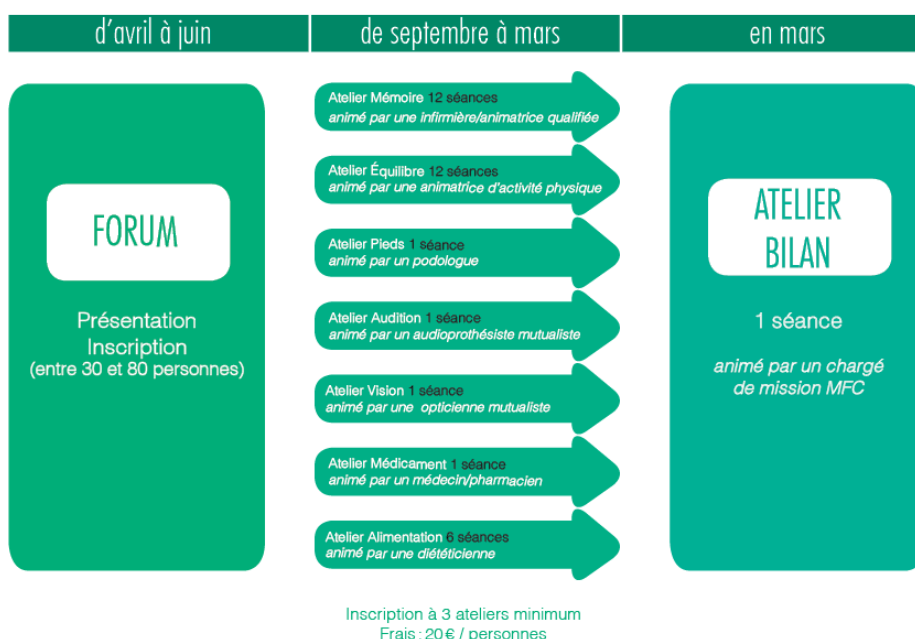 d'avril à juin
de septembre à mars
en mars
FORUM
Présentation
Inscription
(entre 30 et 80 personnes)
Atelier Mémoire 12 séances
animé par une infirmière/animatrice qualifiée
Atelier Équilibre 12 séances
animé par une animatrice d'activité physique
Atelier Pieds 1 séance
animé par un podologue
Atelier Audition 1 séance
animé par un audioprothésiste mutualiste
Atelier Vision 1 séance
animé par une opticienne mutualiste
Atelier Médicament 1 séance
animé par un médecin/pharmacien
Atelier Alimentation 6 séances
animé par une diététicienne
ATELIER
BILAN
1 séance
animé par un chargé
de mission MFC
Inscription à 3 ateliers minimum
Frais : 20 € / personnes